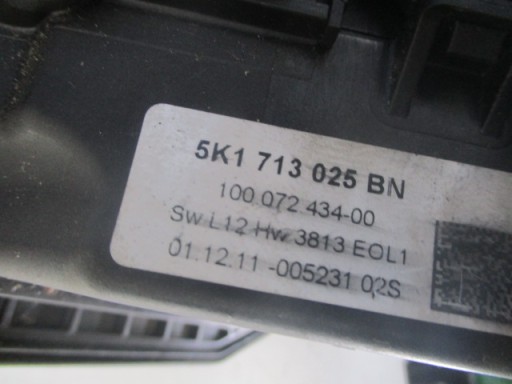 5K1 713 025 BN
100 072 434-00
Sw L12 Hw 3813 EOL1
01.12.11 -005231 02S